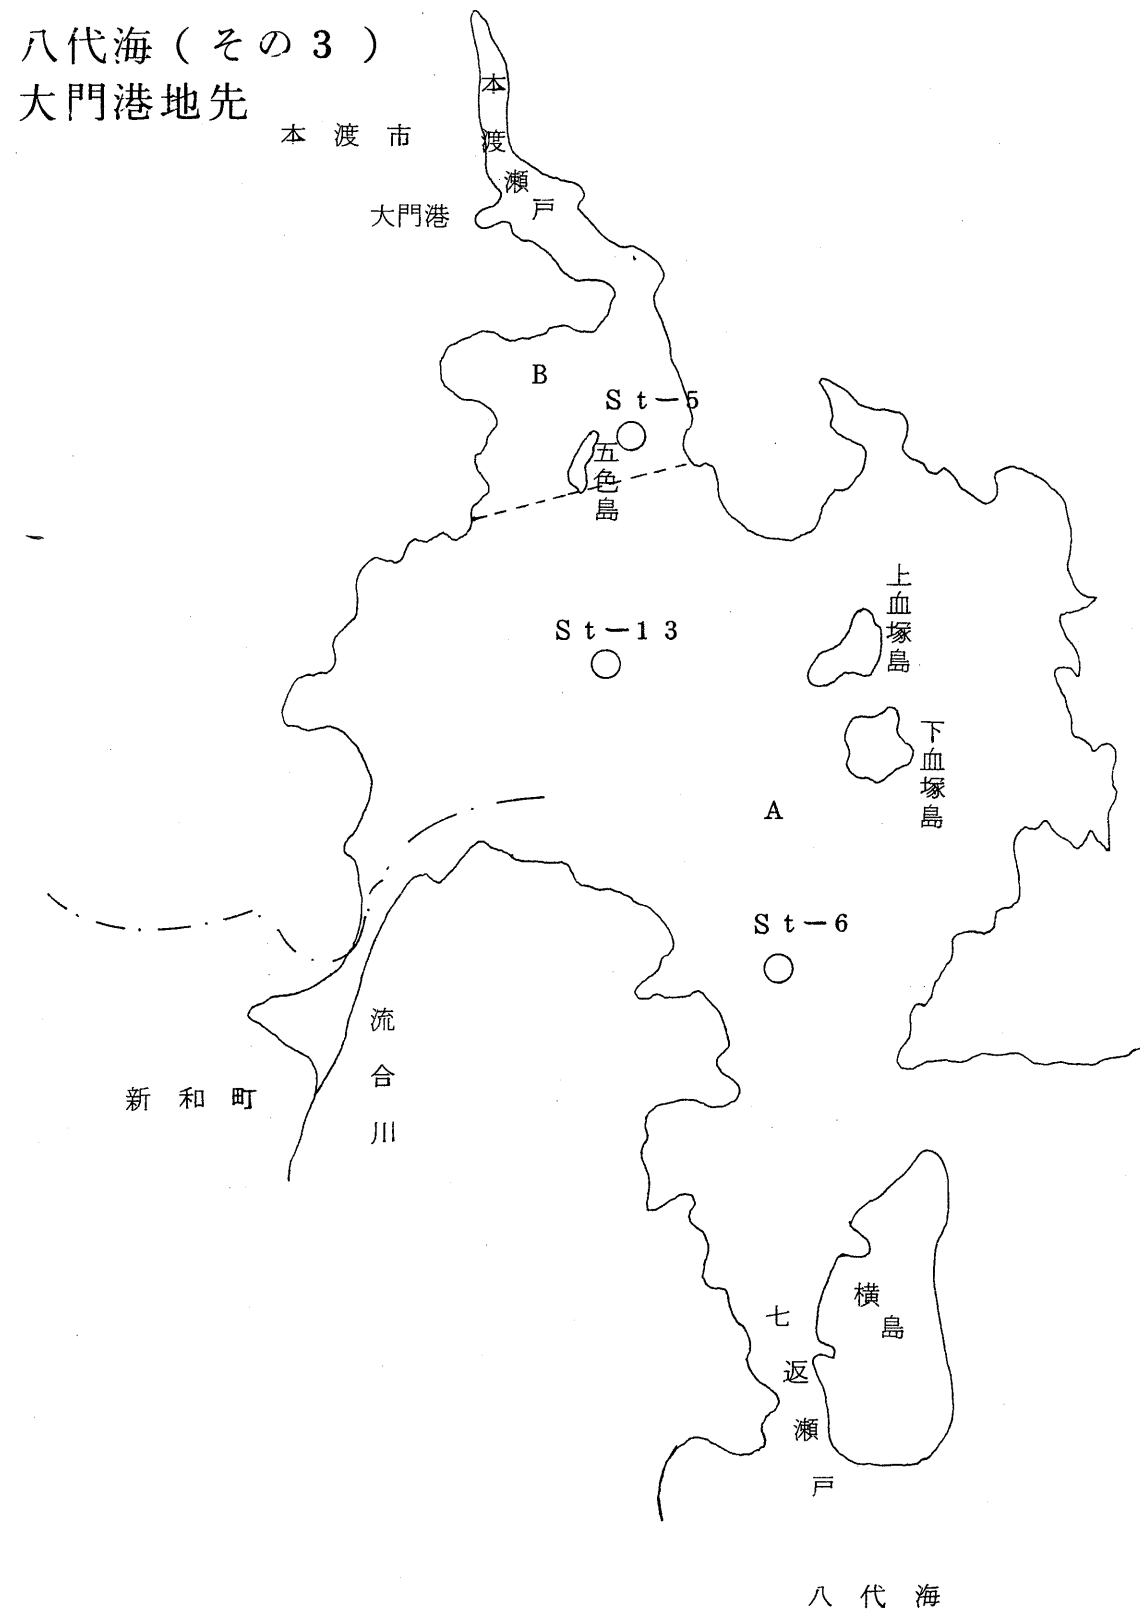 八代海(その3)
大門港地先
本渡市
本渡瀬戸
大門港
B
St-5
五色島
上血塚島
St-13
下血塚島
A
St-6
流合川
新和町
横島
七返瀬戸
八代海